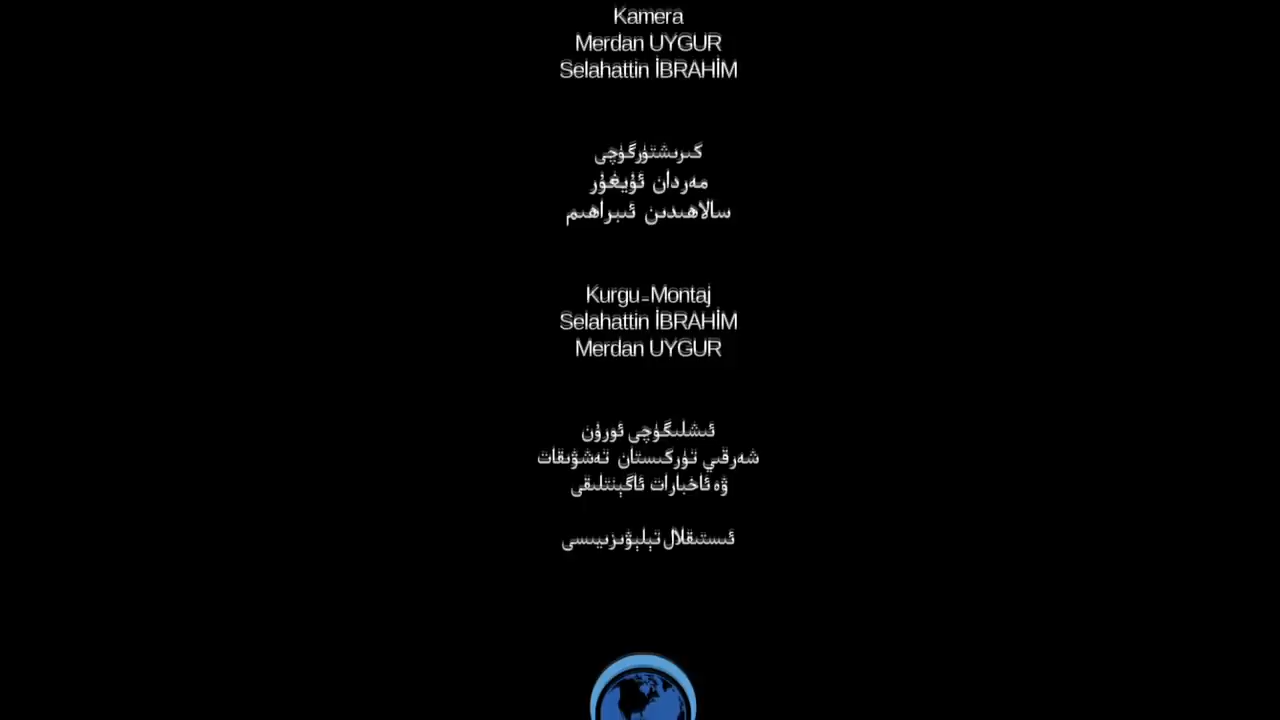 Kamera
Merdan UYGUR
Selahattin İBRAHİM
گىرىشتۈرگۈچى
مەردان ئۇيغۇر
سالاھىدىن ئىبراھىم
Kurgu-Montaj
Selahattin İBRAHİM
Merdan UYGUR
ئىشلىگۈچى ئورۇن
شەرقىي تۈركىستان تەشۋىقات
ۋە ئاخبارات ئاگېنتلىقى
ئىستىقلال تېلېۋىزىيىسى